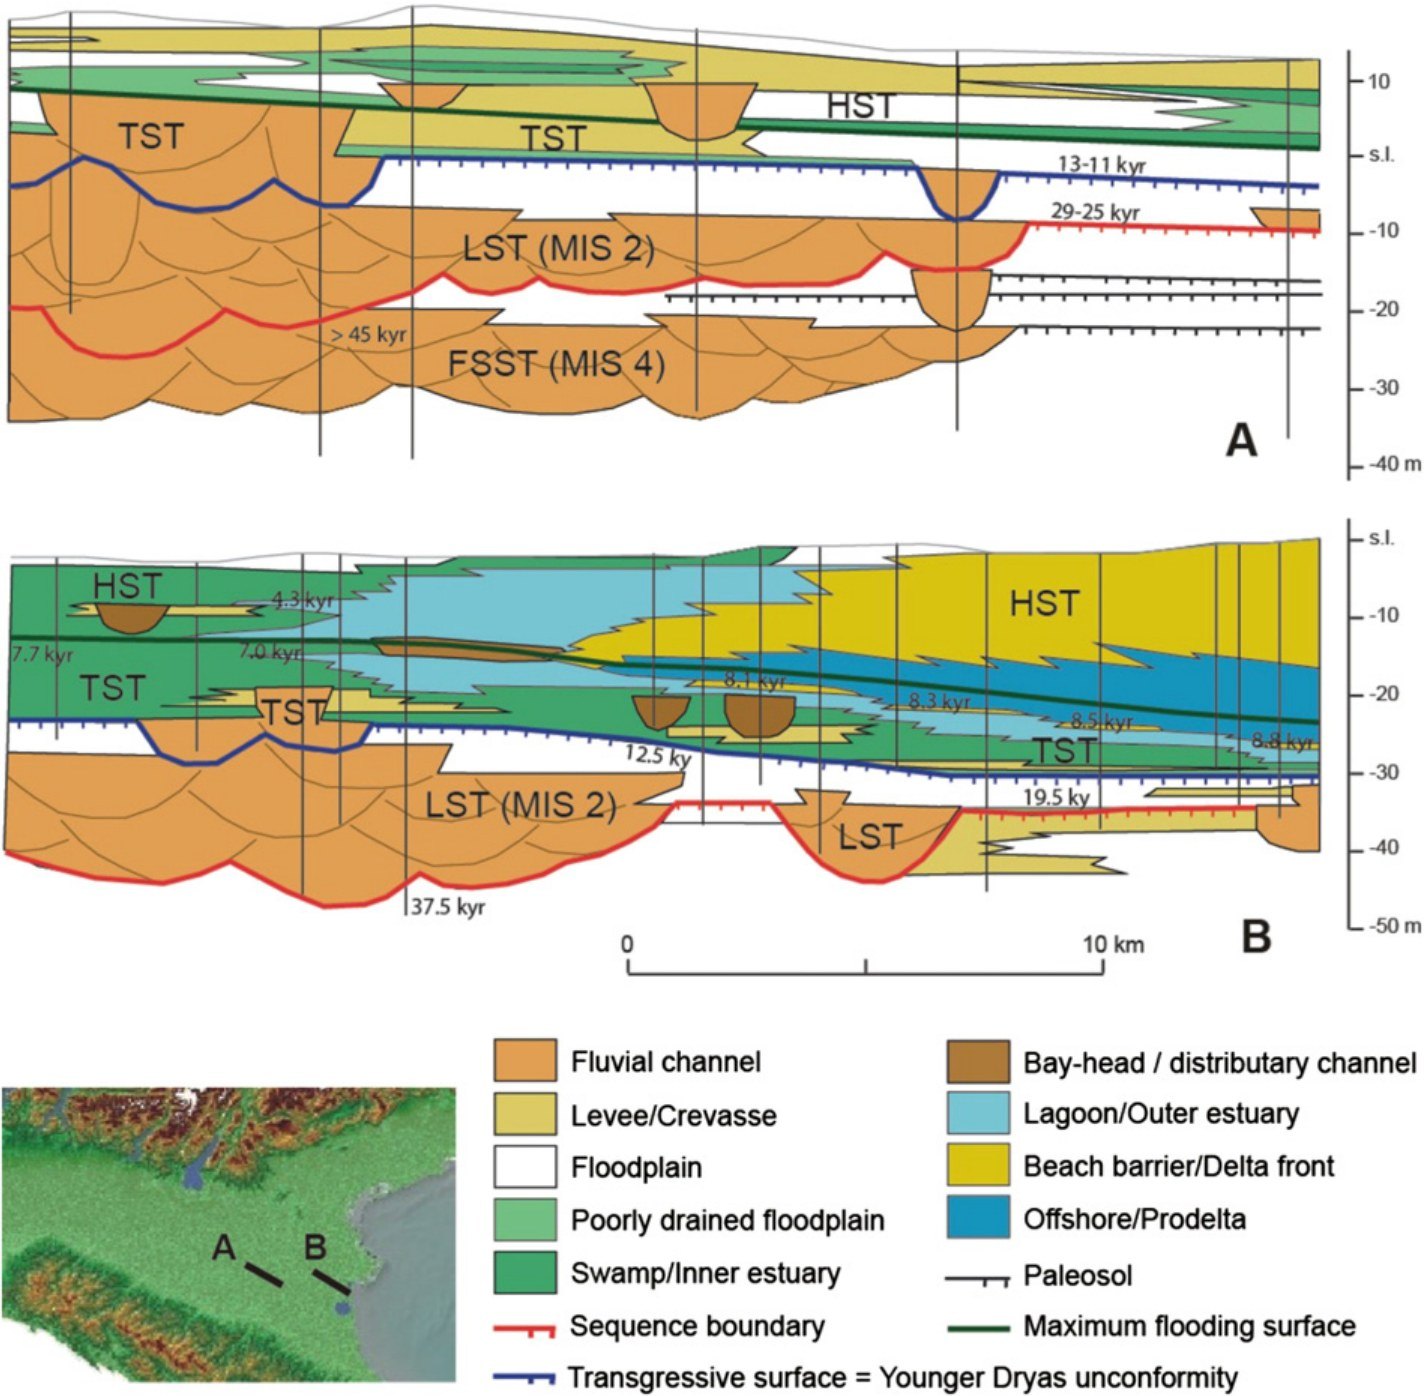 10
HST
TST
TST
s.l.
13-11 kyr
29-25 kyr
-10
LST (MIS 2)
-20
> 45 kyr
FSST (MIS 4)
-30
A
-40 m
s.l.
HST
4.3 kyr
HST
-10
7.7 kyr
7.0 kyr
TST
8.1 kyr
-20
TST
8.3 kyr
8.5 kyr
8.8 kyr
12.5 ky
TST
-30
19.5 ky
LST (MIS 2)
LST
-40
37.5 kyr
-50 m
B
0
10 km
Fluvial channel
Bay-head / distributary channel
Levee/Crevasse
Lagoon/Outer estuary
Floodplain
Beach barrier/Delta front
Poorly drained floodplain
Offshore/Prodelta
Swamp/Inner estuary
Paleosol
Sequence boundary
Maximum flooding surface
Transgressive surface = Younger Dryas unconformity
A
B